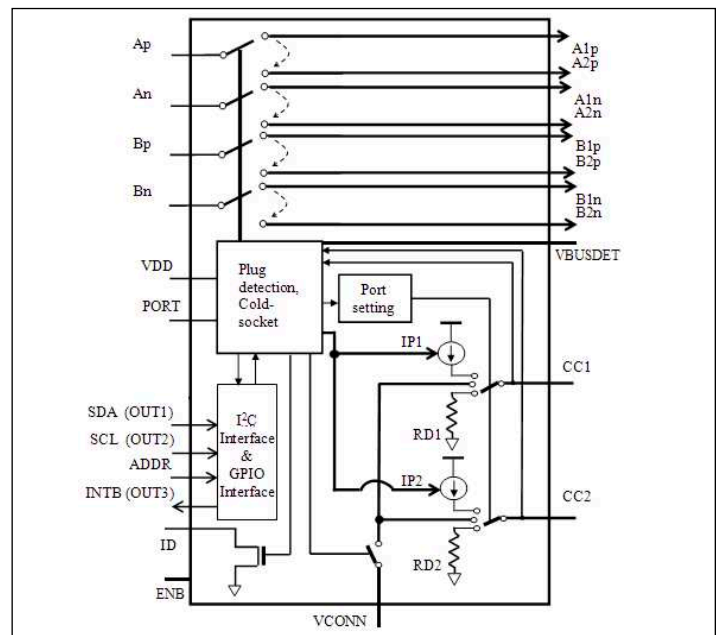 Ap
A1p
A2p
An
A1n
A2n
Bp
B1p
B2p
Bn
B1n
B2n
VBUSDET
VDD
Plug
detection,
Cold-
socket
Port
setting
PORT
IP1
CC1
RD1
SDA (OUT1)
SCL (OUT2)
ADDR
INTB (OUT3)
I²C
Interface
&
GPIO
Interface
IP2
CC2
RD2
ID
ENB
VCONN